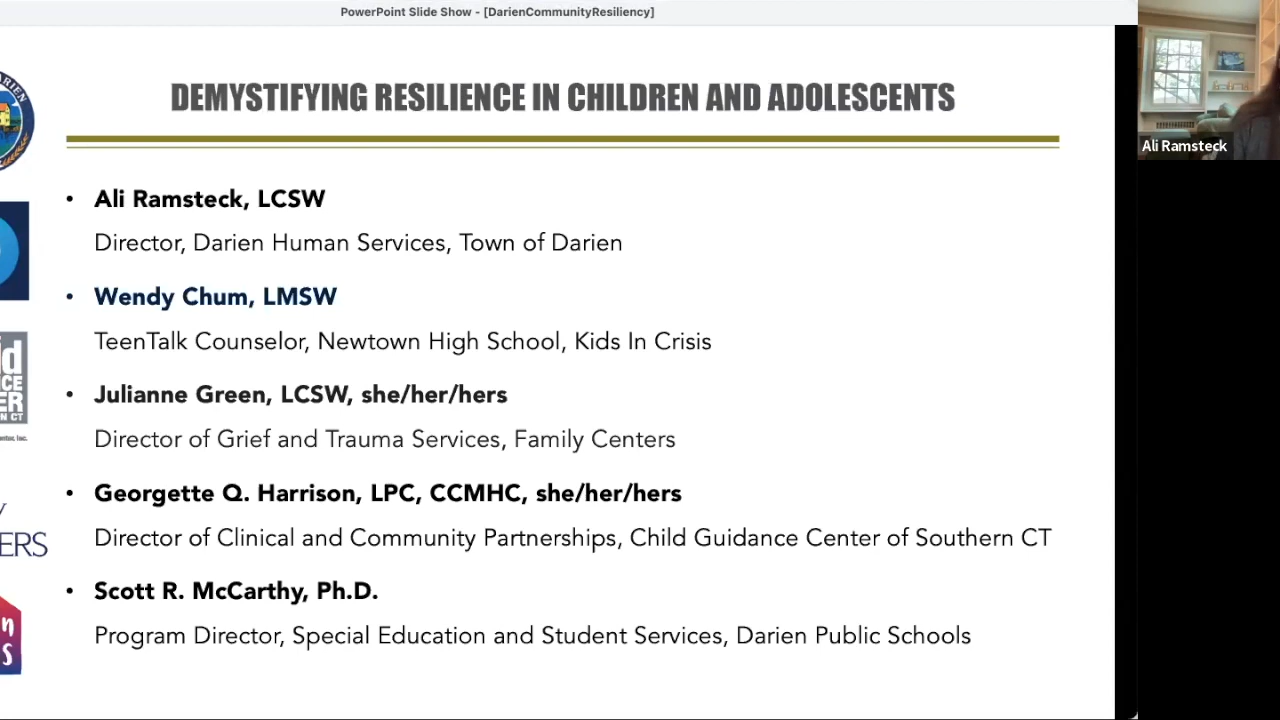 PowerPoint Slide Show - [DarienCommunityResiliency]
DEMYSTIFYING RESILIENCE IN CHILDREN AND ADOLESCENTS
• Ali Ramsteck, LCSW
Director, Darien Human Services, Town of Darien
• Wendy Chum, LMSW
TeenTalk Counselor, Newtown High School, Kids In Crisis
• Julianne Green, LCSW, she/her/hers
Director of Grief and Trauma Services, Family Centers
• Georgette Q. Harrison, LPC, CCMHC, she/her/hers
Director of Clinical and Community Partnerships, Child Guidance Center of Southern CT
• Scott R. McCarthy, Ph.D.
Program Director, Special Education and Student Services, Darien Public Schools
Ali Ramsteck